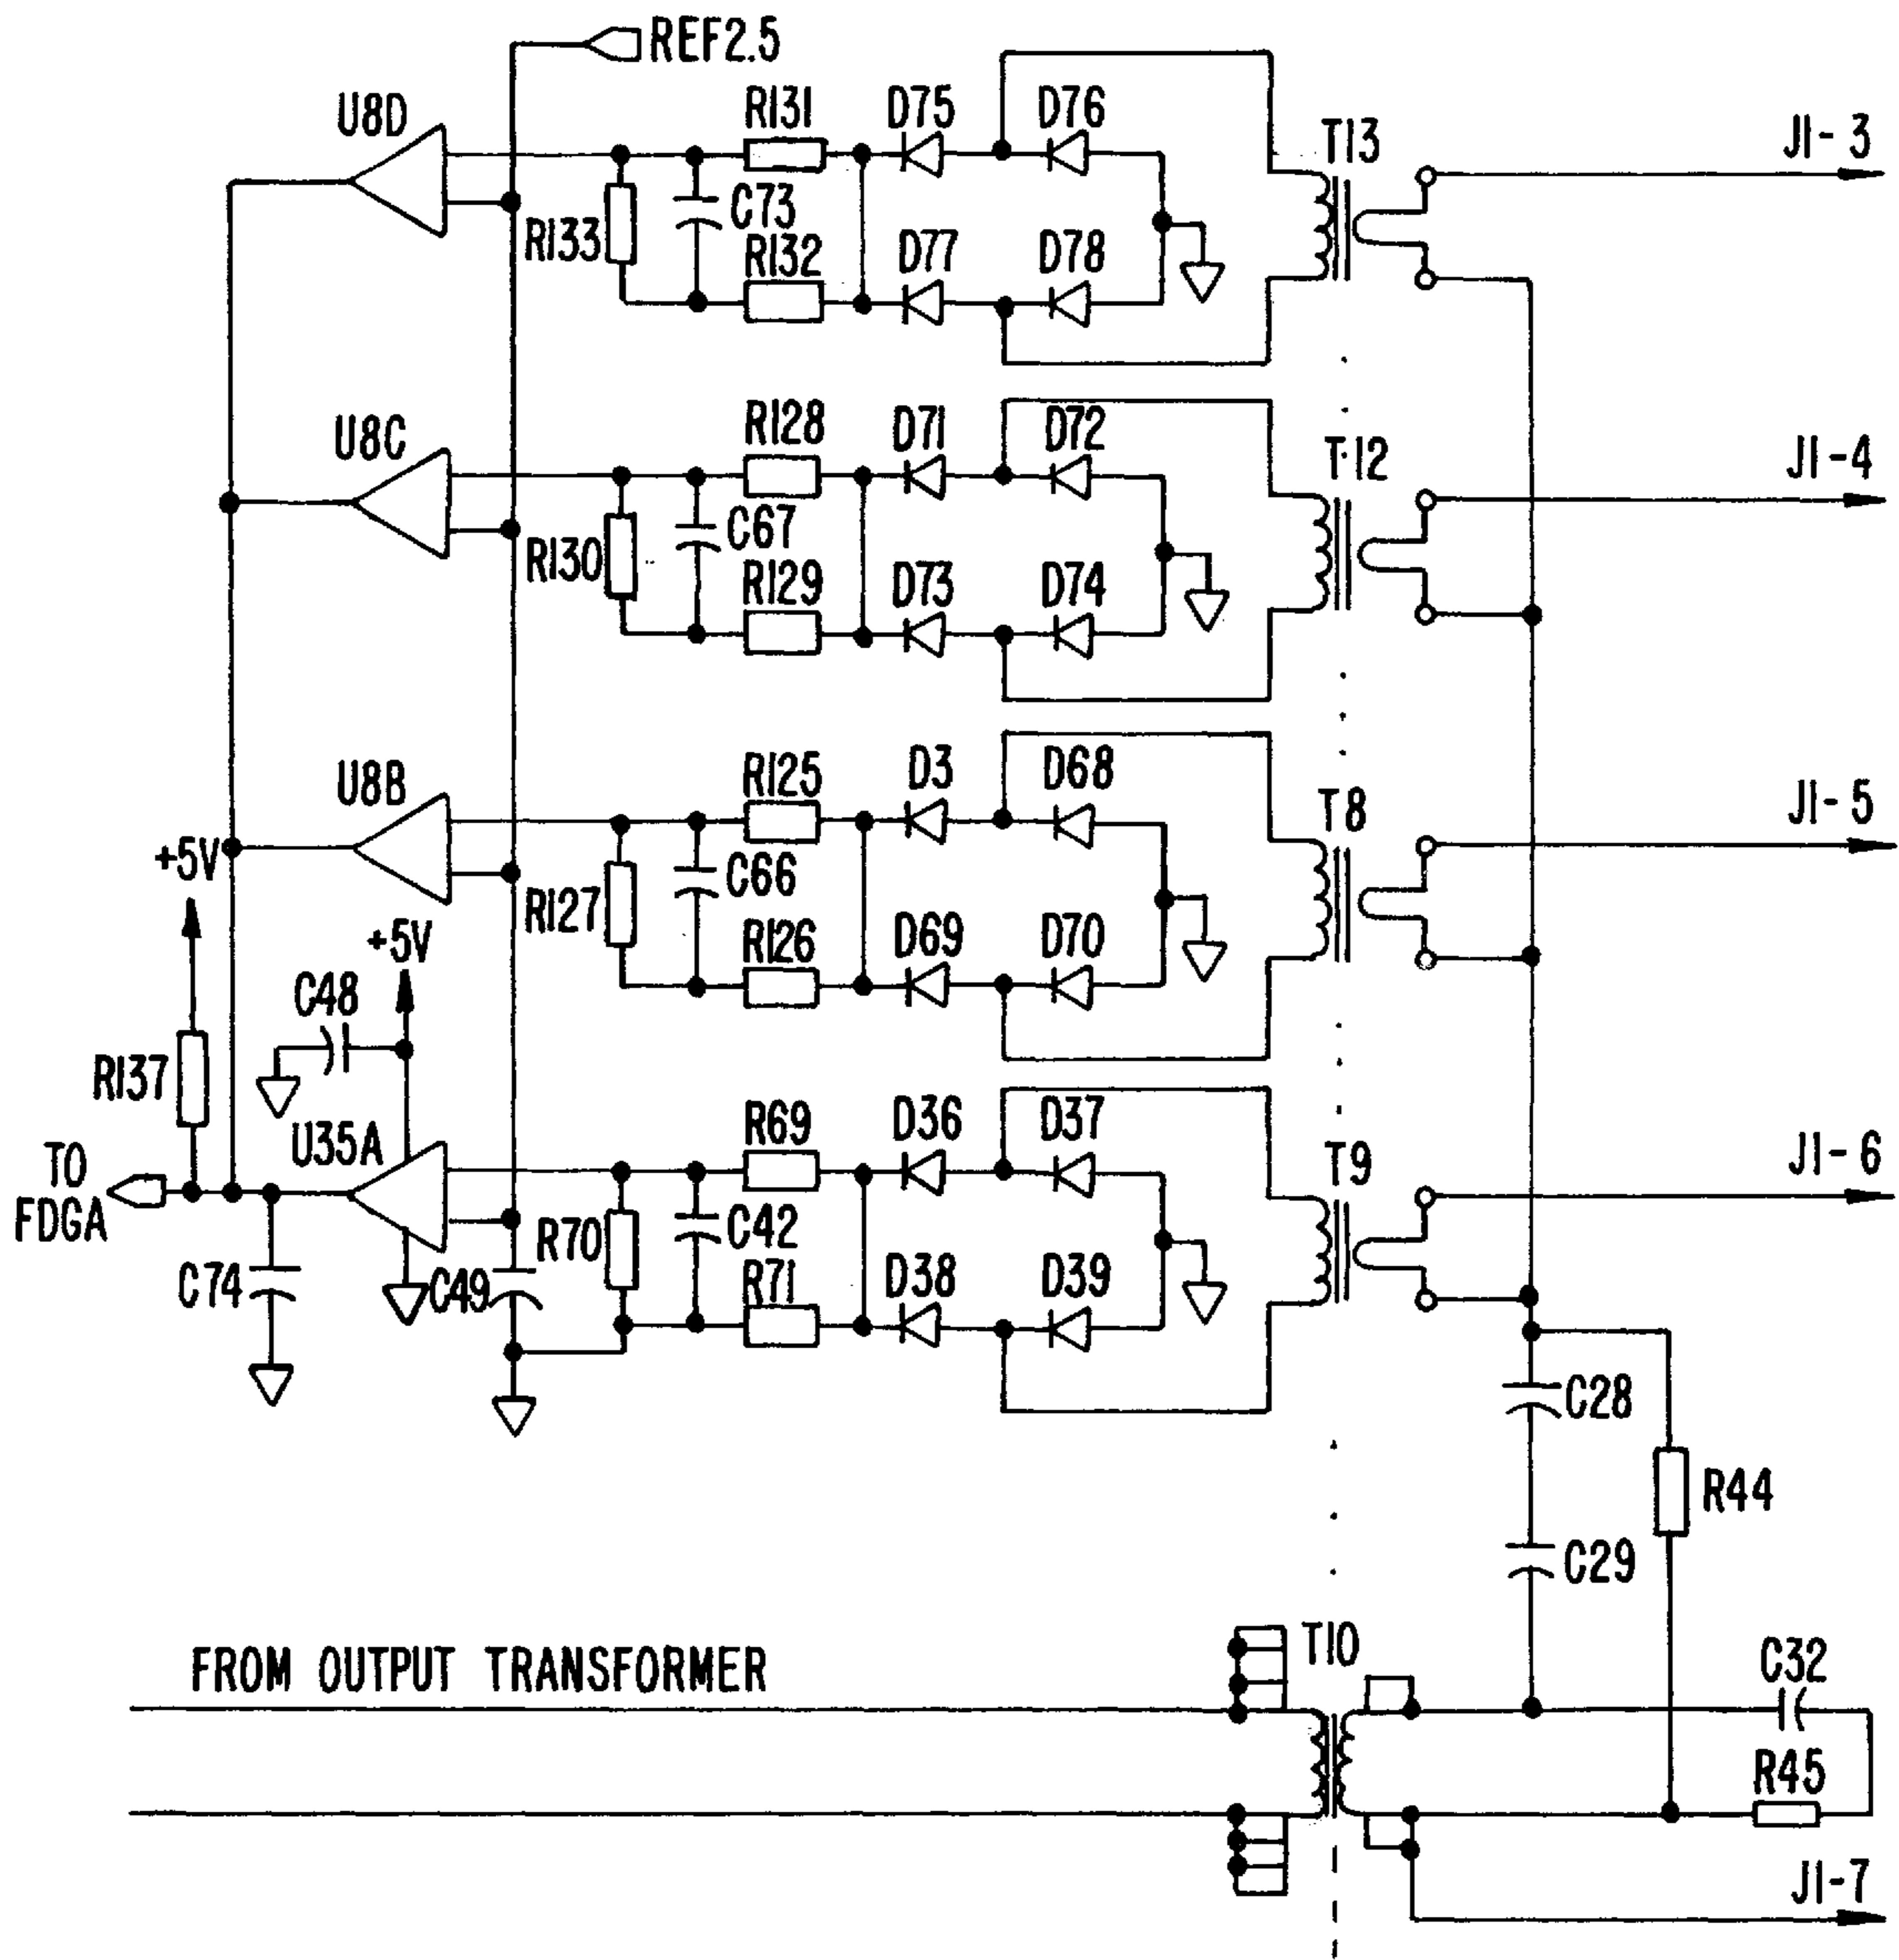 REF2.5
U8D
R131
D75
D76
T13
J1-3
C73
R133
R132
D77
D78
U8C
R128
D71
D72
T12
J1-4
C67
R130
R129
D73
D74
U8B
R125
D3
D68
T8
J1-5
+5V
C66
R127
R126
D69
D70
+5V
C48
R137
U35A
R69
D36
D37
T9
J1-6
TO
FDGA
R70
C42
C74
C49
R71
D38
D39
C28
R44
C29
FROM OUTPUT TRANSFORMER
T10
C32
R45
J1-7